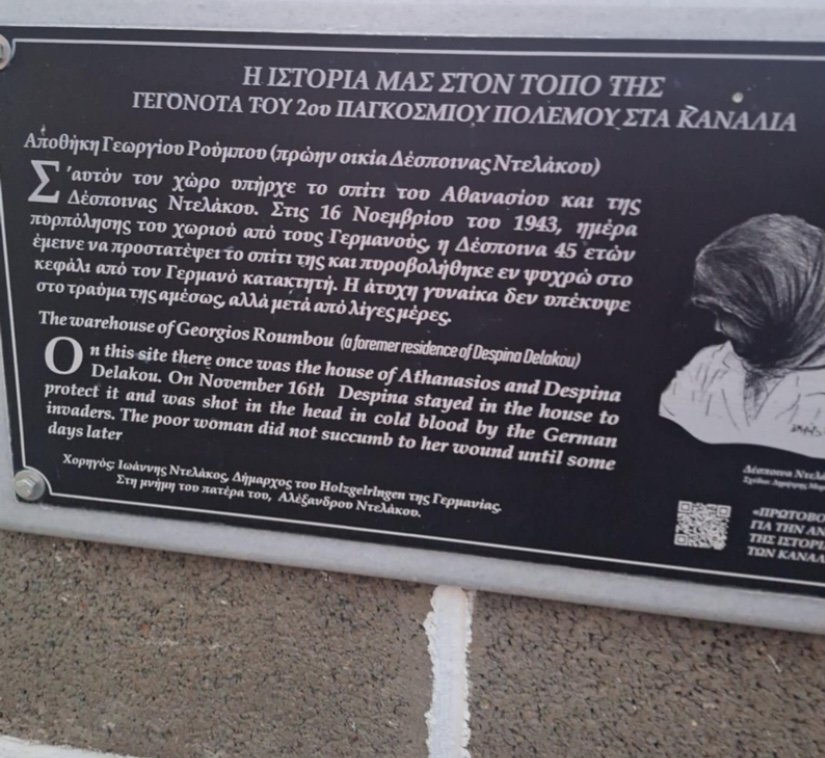 Η ΙΣΤΟΡΙΑ ΜΑΣ ΣΤΟΝ ΤΟΠΟ ΤΗΣ
ΓΕΓΟΝΟΤΑ ΤΟΥ 2ου ΠΑΓΚΟΣΜΙΟΥ ΠΟΛΕΜΟΥ ΣΤΑ ΚΑΝΑΛΙΑ
Αποθήκη Γεωργίου Ρούμπου (πρώην οικία Δέσποινας Ντελάκου)
Σ'αυτόν τον χώρο υπήρχε το σπίτι του Αθανασίου και της
Δέσποινας Ντελάκου. Στις 16 Νοεμβρίου του 1943, ημέρα
πυρπόλησης του χωριού από τους Γερμανούς, η Δέσποινα 45 ετών
έμεινε να προστατέψει το σπίτι της και πυροβολήθηκε εν ψυχρώ στο
κεφάλι από τον Γερμανό κατακτητή. Η άτυχη γυναίκα δεν υπέκυψε
στο τραύμα της αμέσως, αλλά μετά από λίγες μέρες.
The warehouse of Georgios Roumbou (a foremer residence of Despina Delakou)
On this site there once was the house of Athanasios and Despina
Delakou. On November 16th Despina stayed in the house to
protect it and was shot in the head in cold blood by the German
invaders. The poor woman did not succumb to her wound until some
days later
Χορηγός: Ιωάννης Ντελάκος, Δήμαρχος του Holzgelringen της Γερμανίας.
Στη μνήμη του πατέρα του, Αλέξανδρου Ντελάκου.
Δέσποινα
«ΠΡΩΤΟΒΟ
ΓΙΑ ΤΗΝ ΑΝ
ΤΗΣ ΙΣΤΟΡΙ
ΤΩΝ ΚΑΝΑΛ